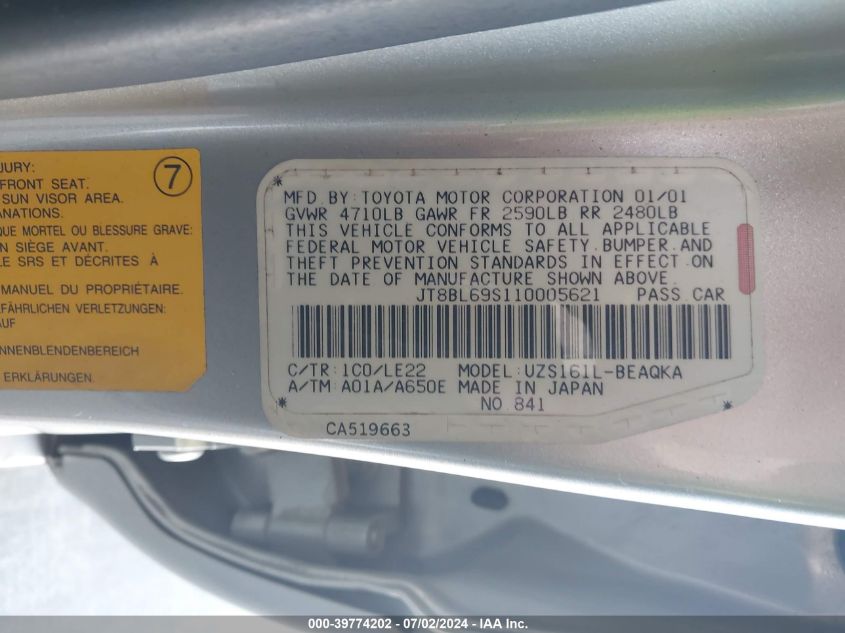 JURY:
FRONT SEAT.
SUN VISOR AREA.
ANATIONS.
QUE MORTEL OU BLESSURE GRAVE:
EN SIÈGE AVANT.
LE SRS ET DÉCRITES À
MANUEL DU PROPRIÉTAIRE.
EFÄHRLICHEN VERLETZUNGEN:
AUF
NNENBLENDENBEREICH
ERKLÄRUNGEN.
7
MFD BY: TOYOTA MOTOR CORPORATION 01/01
GVWR 4710LB GAWR FR 2590LB RR 2480LB
THIS VEHICLE CONFORMS TO ALL APPLICABLE
FEDERAL MOTOR VEHICLE SAFETY, BUMPER AND
THEFT PREVENTION STANDARDS IN EFFECT ON
THE DATE OF MANUFACTURE SHOWN ABOVE.
JT8BL69S110005621 PASS.CAR
C/TR:1C0/LE22 MODEL:UZS161L-BEAQKA
A/TM A01A/A650E MADE IN JAPAN
NO.841
CA519663
000-39774202 - 07/02/2024 - IAA Inc.